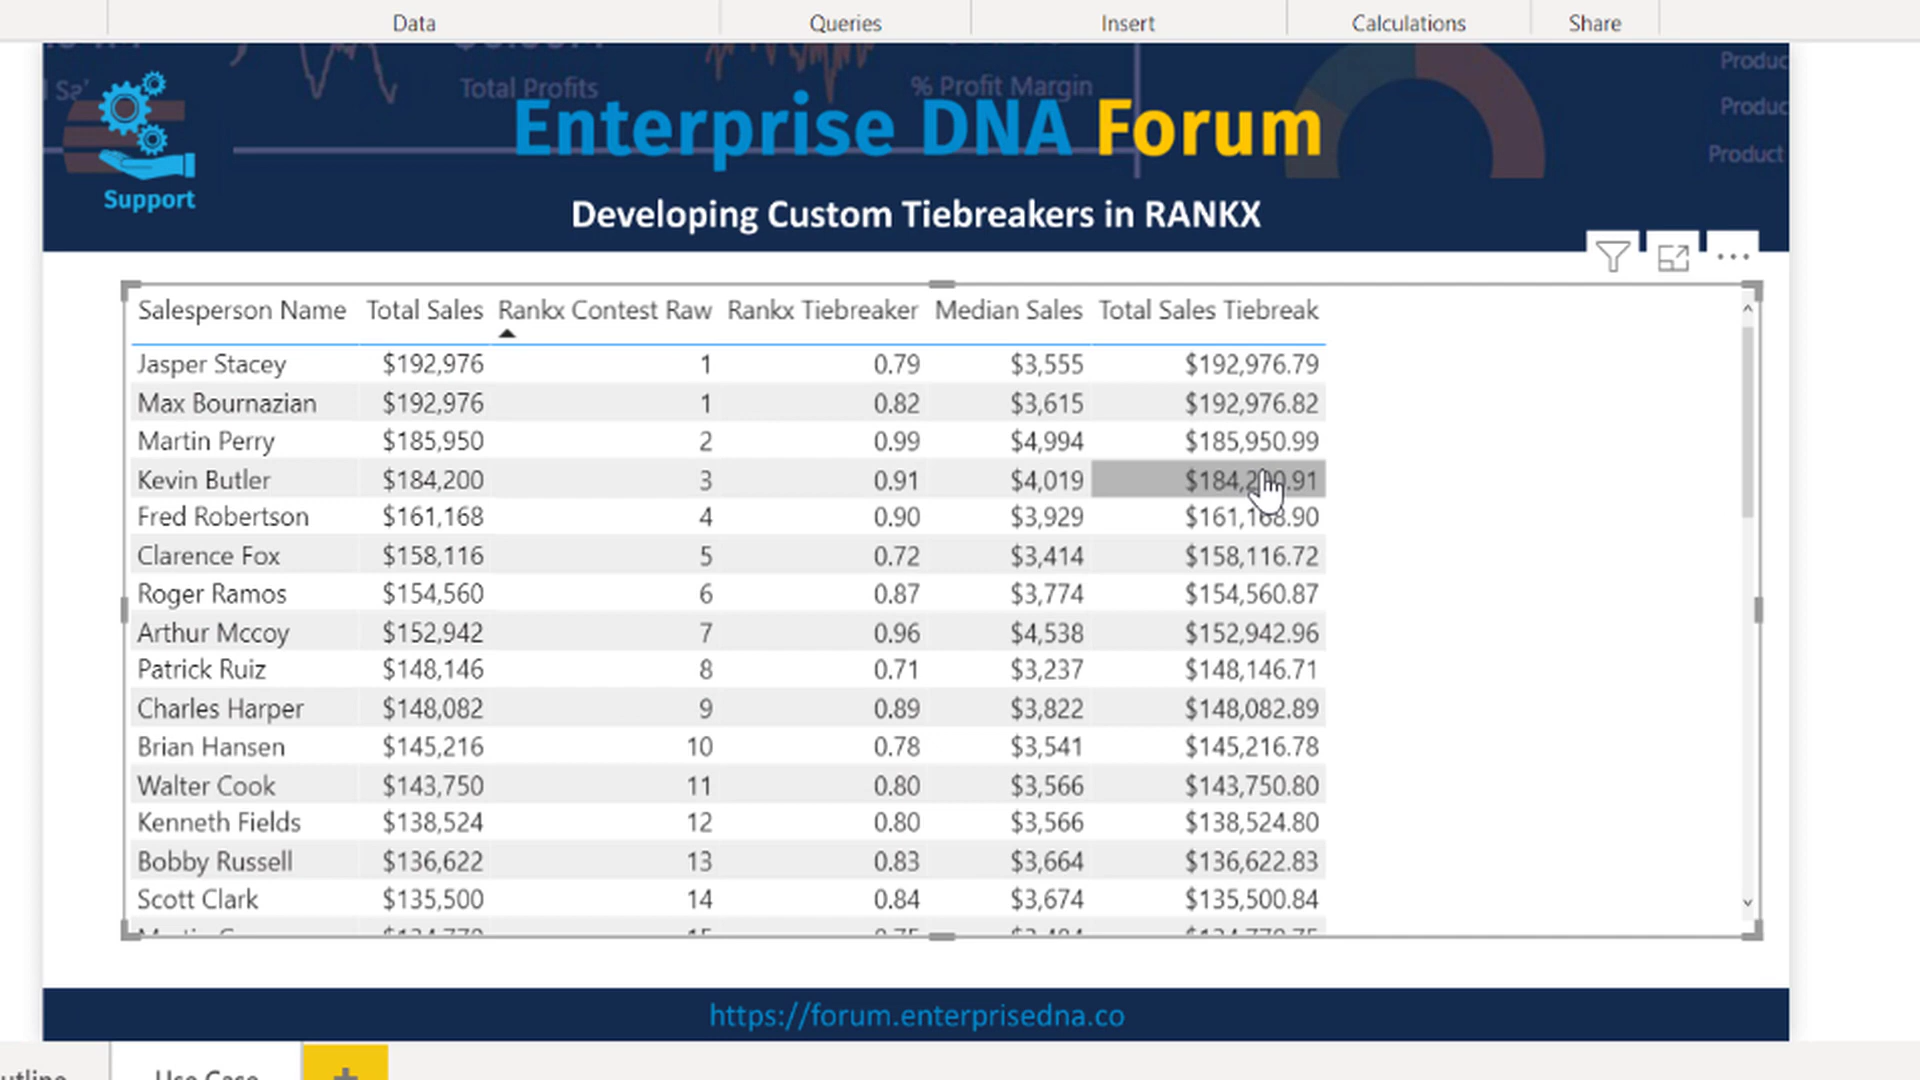 Data Queries Insert Calculations Share
Total Profits % Profit Margin
Produc
Produc
Product
Enterprise DNA Forum
Support
Developing Custom Tiebreakers in RANKX
Salesperson Name Total Sales Rankx Contest Raw Rankx Tiebreaker Median Sales Total Sales Tiebreak
Jasper Stacey $192,976 1 0.79 $3,555 $192,976.79
Max Bournazian $192,976 1 0.82 $3,615 $192,976.82
Martin Perry $185,950 2 0.99 $4,994 $185,950.99
Kevin Butler $184,200 3 0.91 $4,019 $184,200.91
Fred Robertson $161,168 4 0.90 $3,929 $161,168.90
Clarence Fox $158,116 5 0.72 $3,414 $158,116.72
Roger Ramos $154,560 6 0.87 $3,774 $154,560.87
Arthur Mccoy $152,942 7 0.96 $4,538 $152,942.96
Patrick Ruiz $148,146 8 0.71 $3,237 $148,146.71
Charles Harper $148,082 9 0.89 $3,822 $148,082.89
Brian Hansen $145,216 10 0.78 $3,541 $145,216.78
Walter Cook $143,750 11 0.80 $3,566 $143,750.80
Kenneth Fields $138,524 12 0.80 $3,566 $138,524.80
Bobby Russell $136,622 13 0.83 $3,664 $136,622.83
Scott Clark $135,500 14 0.84 $3,674 $135,500.84
https://forum.enterprisedna.co
Use Case +